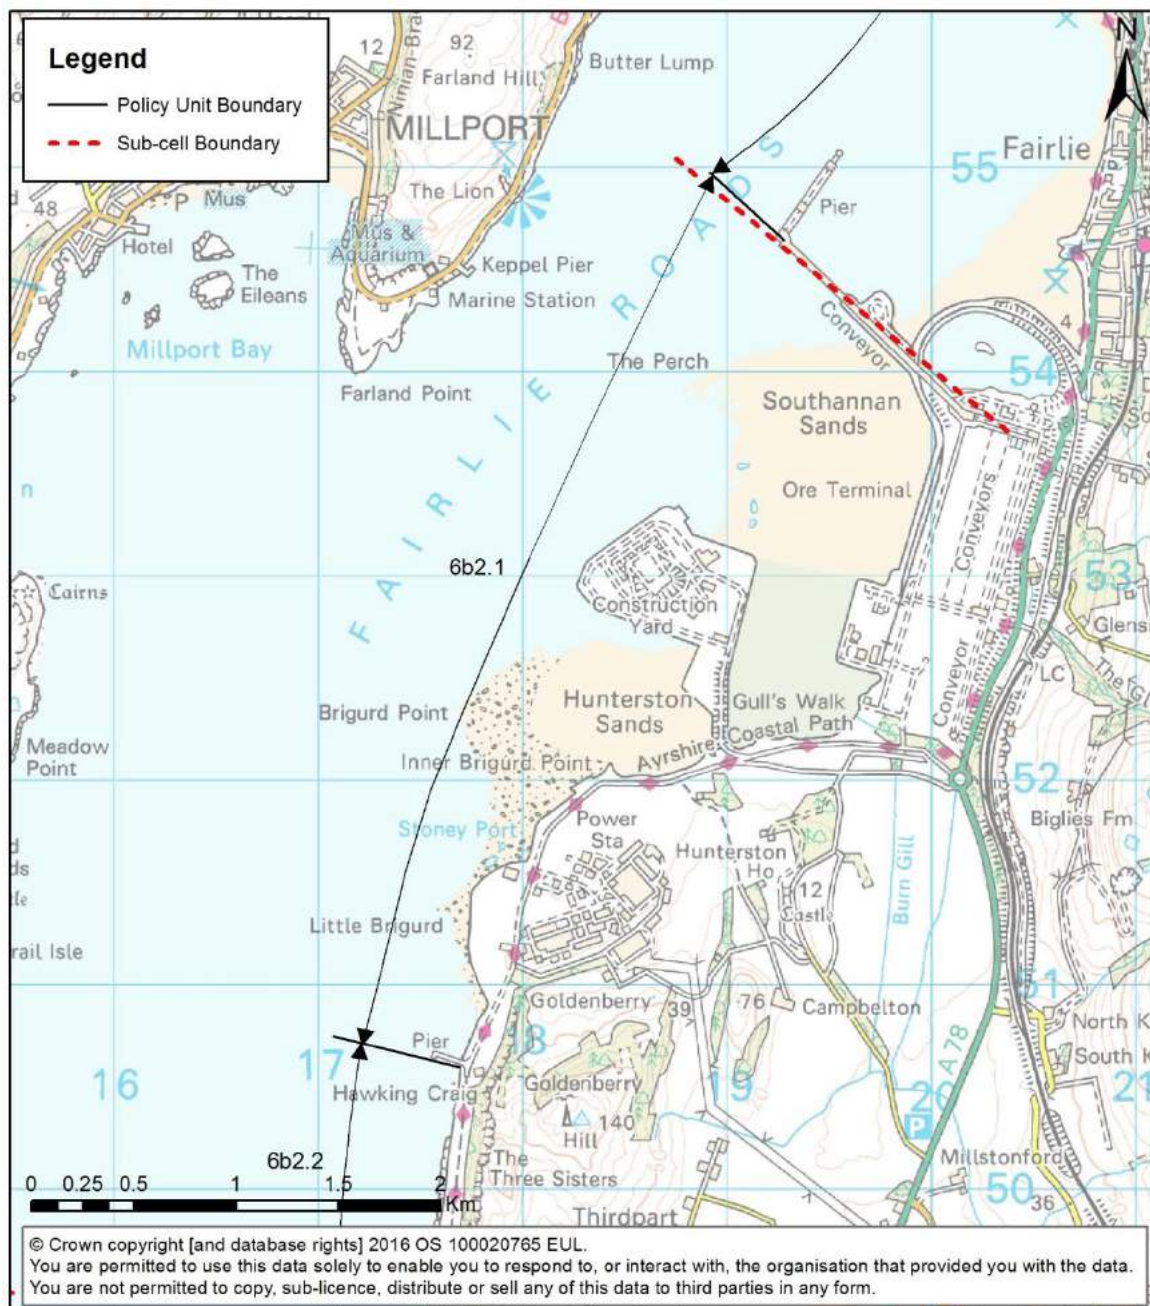 Legend
Policy Unit Boundary
Sub-cell Boundary
N
12
92
Ninian-Bra
Farland Hill
Butter Lump
MILLPORT
Fairlie
55
The Lion
48
P
Mus
Hotel
Mus &
Aquarium
Pier
Keppel Pier
The
Eileans
Marine Station
Millport Bay
Conveyor
4
The Perch
54
Farland Point
Southannan
Sands
FAIRLIE ROADS
Ore Terminal
Conveyors
6b2.1
53
Cairns
Construction
Yard
Glens
LC
Hunterston
Sands
Gull's Walk
Conveyor
Brigurd Point
Ayrshire Coastal Path
Meadow
Point
Inner Brigurd Point
52
Stoney Port
Power
Sta
Biglies Fm
Hunterston
Ho
12
Castle
Burn Gill
Little Brigurd
rail Isle
51
Goldenberry
39
76
Campbelton
North K
Pier
18
A78
South K
16
17
19
20
21
Hawking Craig
Goldenberry
Hill
140
P
6b2.2
The
Three Sisters
Millstonford
50
36
Thirdpart
0 0.25 0.5 1 1.5 2
Km
© Crown copyright [and database rights] 2016 OS 100020765 EUL.
You are permitted to use this data solely to enable you to respond to, or interact with, the organisation that provided you with the data.
You are not permitted to copy, sub-licence, distribute or sell any of this data to third parties in any form.